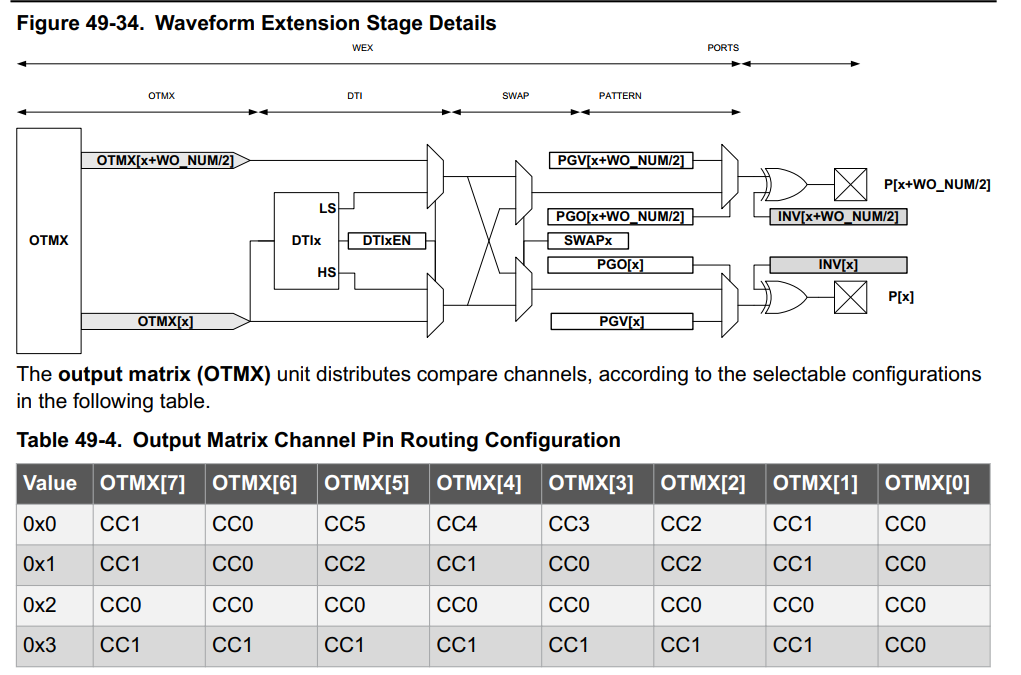 Figure 49-34. Waveform Extension Stage Details
WEX
PORTS
OTMX
DTI
SWAP
PATTERN
OTMX[x+WO_NUM/2]
PGV[x+WO_NUM/2]
P[x+WO_NUM/2]
LS
PGO[x+WO_NUM/2]
INV[x+WO_NUM/2]
OTMX
DTIx
DTIxEN
SWAPx
HS
PGO[x]
INV[x]
P[x]
OTMX[x]
PGV[x]
The output matrix (OTMX) unit distributes compare channels, according to the selectable configurations
in the following table.
Table 49-4. Output Matrix Channel Pin Routing Configuration
Value OTMX[7] OTMX[6] OTMX[5] OTMX[4] OTMX[3] OTMX[2] OTMX[1] OTMX[0]
0x0 CC1 CC0 CC5 CC4 CC3 CC2 CC1 CC0
0x1 CC1 CC0 CC2 CC1 CC0 CC2 CC1 CC0
0x2 CC0 CC0 CC0 CC0 CC0 CC0 CC0 CC0
0x3 CC1 CC1 CC1 CC1 CC1 CC1 CC1 CC0